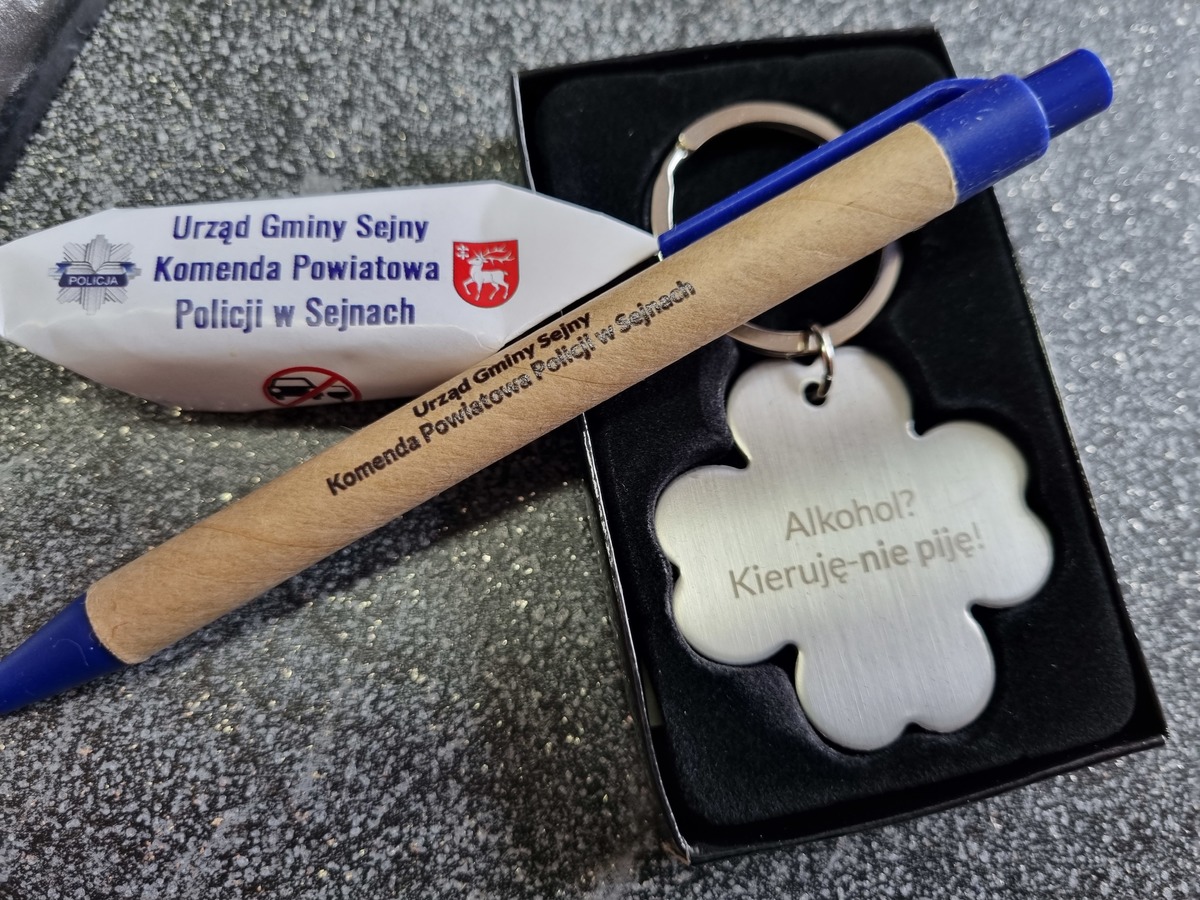 Urząd Gminy Sejny
Komenda Powiatowa
Policji w Sejnach
POLICJA
Urząd Gminy Sejny
Komenda Powiatowa Policji w Sejnach
Alkohol?
Kieruję-nie piję!